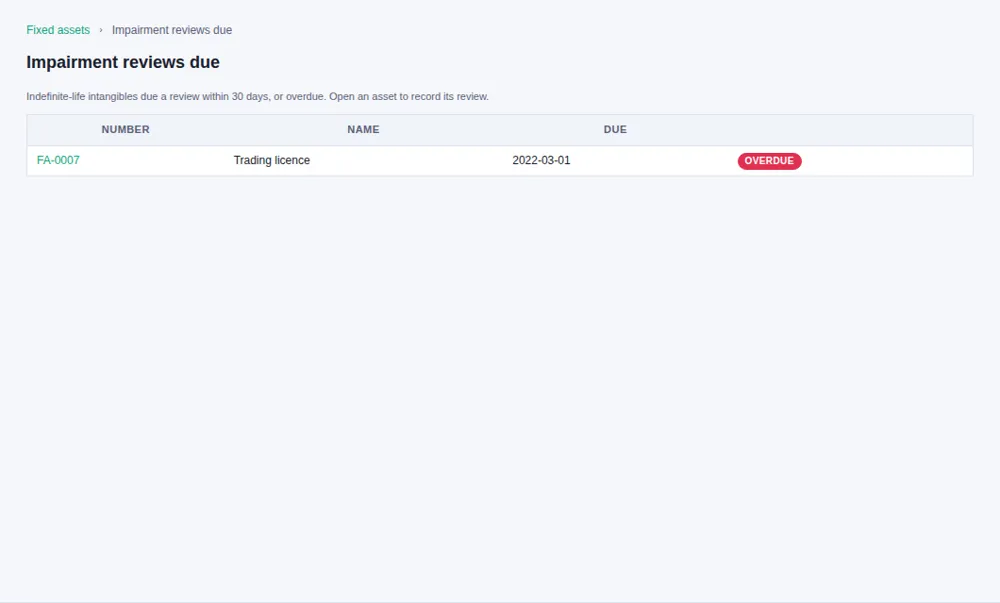 Fixed assets › Impairment reviews due
Impairment reviews due
Indefinite-life intangibles due a review within 30 days, or overdue. Open an asset to record its review.
NUMBER NAME DUE
FA-0007 Trading licence 2022-03-01 OVERDUE